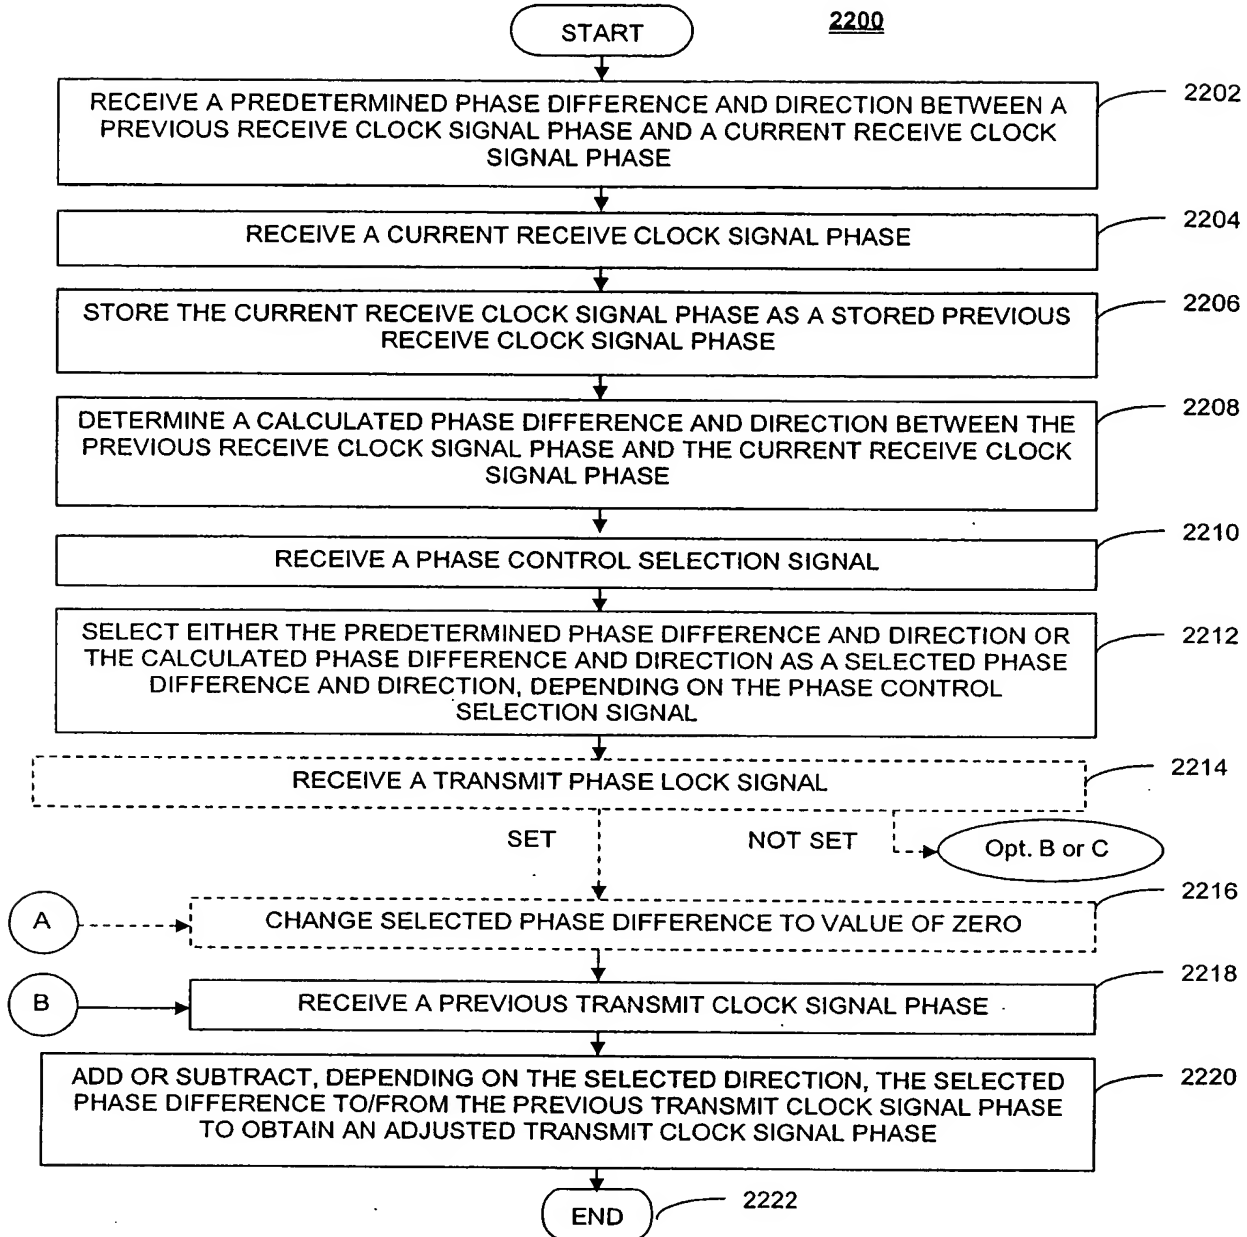 2200
START
RECEIVE A PREDETERMINED PHASE DIFFERENCE AND DIRECTION BETWEEN A
PREVIOUS RECEIVE CLOCK SIGNAL PHASE AND A CURRENT RECEIVE CLOCK
SIGNAL PHASE
2202
RECEIVE A CURRENT RECEIVE CLOCK SIGNAL PHASE
2204
STORE THE CURRENT RECEIVE CLOCK SIGNAL PHASE AS A STORED PREVIOUS
RECEIVE CLOCK SIGNAL PHASE
2206
DETERMINE A CALCULATED PHASE DIFFERENCE AND DIRECTION BETWEEN THE
PREVIOUS RECEIVE CLOCK SIGNAL PHASE AND THE CURRENT RECEIVE CLOCK
SIGNAL PHASE
2208
RECEIVE A PHASE CONTROL SELECTION SIGNAL
2210
SELECT EITHER THE PREDETERMINED PHASE DIFFERENCE AND DIRECTION OR
THE CALCULATED PHASE DIFFERENCE AND DIRECTION AS A SELECTED PHASE
DIFFERENCE AND DIRECTION, DEPENDING ON THE PHASE CONTROL
SELECTION SIGNAL
2212
RECEIVE A TRANSMIT PHASE LOCK SIGNAL
2214
SET
NOT SET
Opt. B or C
A
CHANGE SELECTED PHASE DIFFERENCE TO VALUE OF ZERO
2216
B
RECEIVE A PREVIOUS TRANSMIT CLOCK SIGNAL PHASE
2218
ADD OR SUBTRACT, DEPENDING ON THE SELECTED DIRECTION, THE SELECTED
PHASE DIFFERENCE TO/FROM THE PREVIOUS TRANSMIT CLOCK SIGNAL PHASE
TO OBTAIN AN ADJUSTED TRANSMIT CLOCK SIGNAL PHASE
2220
END
2222